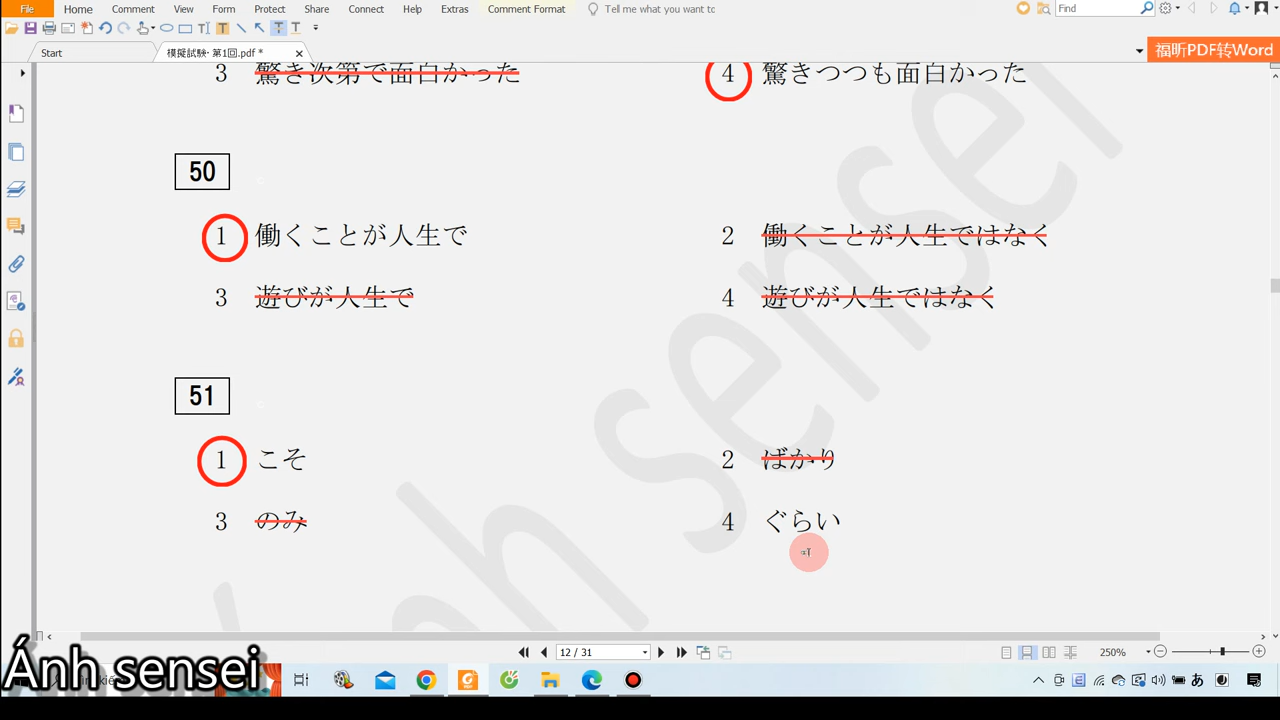 File Home Comment View Form Protect Share Connect Help Extras Comment Format Tell me what you want tc Find
Start 模擬試験- 第1回.pdf * 福昕PDF转Word
3 驚き次第で面白かった 4 驚きつつも面白かった
50
1 働くことが人生で 2 働くことが人生ではなく
3 遊びが人生で 4 遊びが人生ではなく
51
1 こそ 2 ばかり
3 のみ 4 ぐらい
Ánh sensei
12 / 31 250%
Ánh sensei